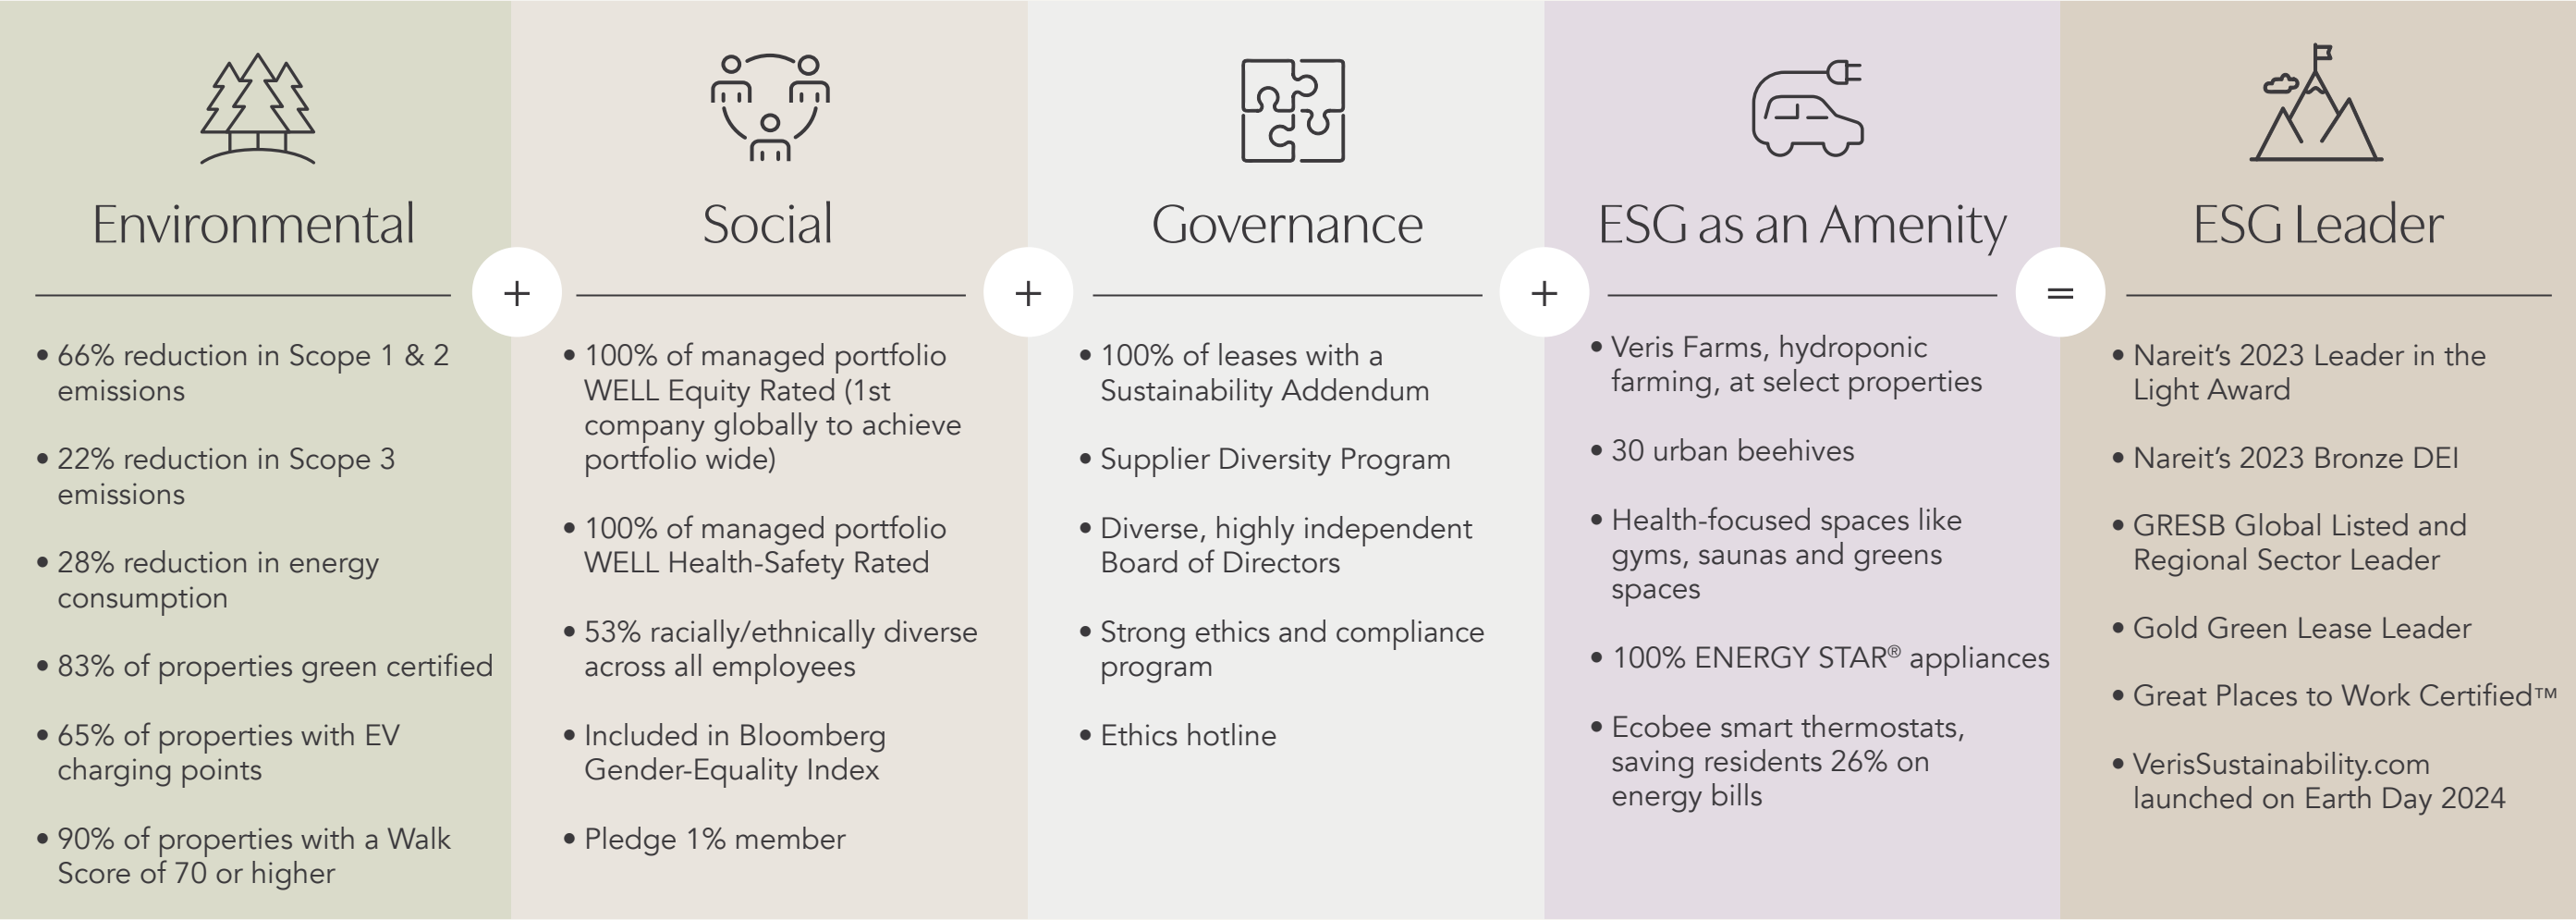 Environmental
• 66% reduction in Scope 1 & 2
emissions
• 22% reduction in Scope 3
emissions
• 28% reduction in energy
consumption
• 83% of properties green certified
• 65% of properties with EV
charging points
• 90% of properties with a Walk
Score of 70 or higher
+
Social
• 100% of managed portfolio
WELL Equity Rated (1st
company globally to achieve
portfolio wide)
• 100% of managed portfolio
WELL Health-Safety Rated
• 53% racially/ethnically diverse
across all employees
• Included in Bloomberg
Gender-Equality Index
• Pledge 1% member
+
Governance
• 100% of leases with a
Sustainability Addendum
• Supplier Diversity Program
• Diverse, highly independent
Board of Directors
• Strong ethics and compliance
program
• Ethics hotline
+
ESG as an Amenity
• Veris Farms, hydroponic
farming, at select properties
• 30 urban beehives
• Health-focused spaces like
gyms, saunas and greens
spaces
• 100% ENERGY STAR® appliances
• Ecobee smart thermostats,
saving residents 26% on
energy bills
=
ESG Leader
• Nareit’s 2023 Leader in the
Light Award
• Nareit’s 2023 Bronze DEI
• GRESB Global Listed and
Regional Sector Leader
• Gold Green Lease Leader
• Great Places to Work Certified™
• VerisSustainability.com
launched on Earth Day 2024